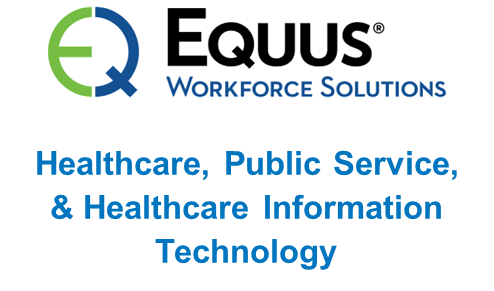 EQ EQUUS®
WORKFORCE SOLUTIONS
Healthcare, Public Service,
& Healthcare Information
Technology